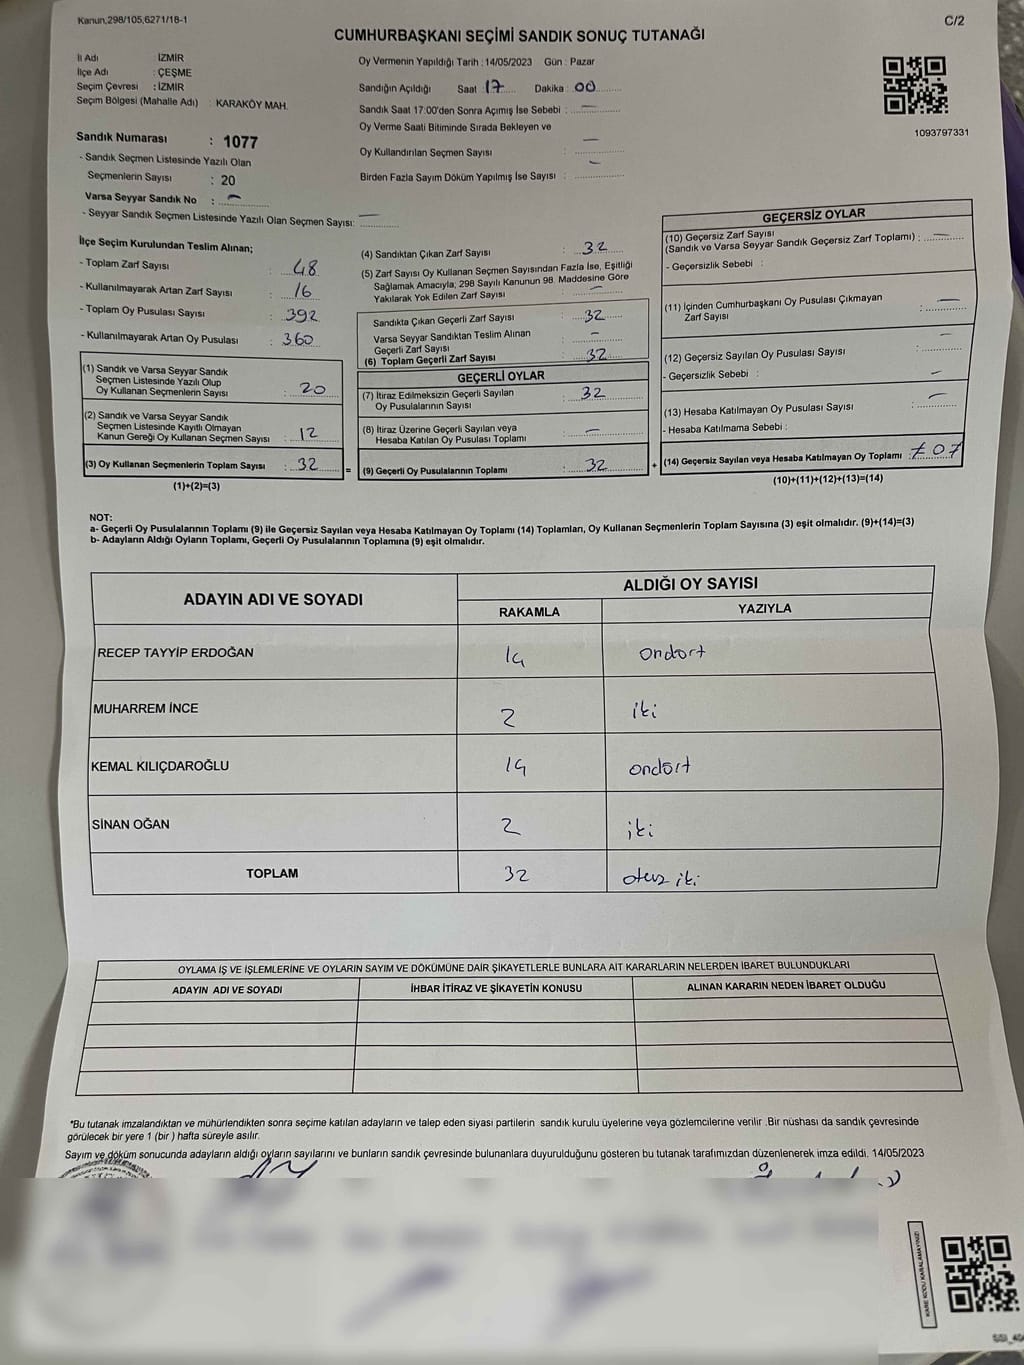 Kanun,298/105,6271/18-1
C/2
CUMHURBAŞKANI SEÇİMİ SANDIK SONUÇ TUTANAĞI
İl Adı : İZMİR
İlçe Adı : ÇEŞME
Seçim Çevresi : İZMİR
Seçim Bölgesi (Mahalle Adı) : KARAKÖY MAH.
Sandık Numarası : 1077
- Sandık Seçmen Listesinde Yazılı Olan
Seçmenlerin Sayısı : 20
Varsa Seyyar Sandık No : -
- Seyyar Sandık Seçmen Listesinde Yazılı Olan Seçmen Sayısı: -
Oy Vermenin Yapıldığı Tarih : 14/05/2023 Gün : Pazar
Sandığın Açıldığı Saat 17 Dakika : 00
Sandık Saat 17:00'den Sonra Açımış İse Sebebi : -
Oy Verme Saati Bitiminde Sırada Bekleyen ve
Oy Kullandırılan Seçmen Sayısı : -
Birden Fazla Sayım Döküm Yapılmış İse Sayısı : -
1093797331
İlçe Seçim Kurulundan Teslim Alınan;
- Toplam Zarf Sayısı : 48
- Kullanılmayarak Artan Zarf Sayısı : 16
- Toplam Oy Pusulası Sayısı : 392
- Kullanılmayarak Artan Oy Pusulası : 360
(1) Sandık ve Varsa Seyyar Sandık
Seçmen Listesinde Yazılı Olup
Oy Kullanan Seçmenlerin Sayısı : 20
(2) Sandık ve Varsa Seyyar Sandık
Seçmen Listesinde Kayıtlı Olmayan
Kanun Gereği Oy Kullanan Seçmen Sayısı : 12
(3) Oy Kullanan Seçmenlerin Toplam Sayısı : 32
(1)+(2)=(3)
=
(4) Sandıktan Çıkan Zarf Sayısı : 32
(5) Zarf Sayısı Oy Kullanan Seçmen Sayısından Fazla İse, Eşitliği
Sağlamak Amacıyla; 298 Sayılı Kanunun 98. Maddesine Göre
Yakılarak Yok Edilen Zarf Sayısı : -
Sandıkta Çıkan Geçerli Zarf Sayısı : 32
Varsa Seyyar Sandıktan Teslim Alınan
Geçerli Zarf Sayısı : -
(6) Toplam Geçerli Zarf Sayısı : 32
GEÇERLİ OYLAR
(7) İtiraz Edilmeksizin Geçerli Sayılan
Oy Pusulalarının Sayısı : 32
(8) İtiraz Üzerine Geçerli Sayılan veya
Hesaba Katılan Oy Pusulası Toplamı : -
(9) Geçerli Oy Pusulalarının Toplamı : 32
+
GEÇERSİZ OYLAR
(10) Geçersiz Zarf Sayısı
(Sandık ve Varsa Seyyar Sandık Geçersiz Zarf Toplamı) : -
- Geçersizlik Sebebi :
(11) İçinden Cumhurbaşkanı Oy Pusulası Çıkmayan
Zarf Sayısı : -
(12) Geçersiz Sayılan Oy Pusulası Sayısı : -
- Geçersizlik Sebebi : -
(13) Hesaba Katılmayan Oy Pusulası Sayısı : -
- Hesaba Katılmama Sebebi :
(14) Geçersiz Sayılan veya Hesaba Katılmayan Oy Toplamı :
(10)+(11)+(12)+(13)=(14)
NOT:
a- Geçerli Oy Pusulalarının Toplamı (9) ile Geçersiz Sayılan veya Hesaba Katılmayan Oy Toplamı (14) Toplamları, Oy Kullanan Seçmenlerin Toplam Sayısına (3) eşit olmalıdır. (9)+(14)=(3)
b- Adayların Aldığı Oyların Toplamı, Geçerli Oy Pusulalarının Toplamına (9) eşit olmalıdır.
ADAYIN ADI VE SOYADI ALDIĞI OY SAYISI
RAKAMLA YAZIYLA
RECEP TAYYİP ERDOĞAN 14 ondort
MUHARREM İNCE 2 iki
KEMAL KILIÇDAROĞLU 14 ondört
SİNAN OĞAN 2 iki
TOPLAM 32 otuz iki
OYLAMA İŞ VE İŞLEMLERİNE VE OYLARIN SAYIM VE DÖKÜMÜNE DAİR ŞİKAYETLERLE BUNLARA AİT KARARLARIN NELERDEN İBARET BULUNDUKLARI
ADAYIN ADI VE SOYADI İHBAR İTİRAZ VE ŞİKAYETİN KONUSU ALINAN KARARIN NEDEN İBARET OLDUĞU
*Bu tutanak imzalandıktan ve mühürlendikten sonra seçime katılan adayların ve talep eden siyasi partilerin sandık kurulu üyelerine veya gözlemcilerine verilir .Bir nüshası da sandık çevresinde
görülecek bir yere 1 (bir ) hafta süreyle asılır.
Sayım ve döküm sonucunda adayların aldığı oyların sayılarını ve bunların sandık çevresinde bulunanlara duyurulduğunu gösteren bu tutanak tarafımızdan düzenlenerek imza edildi. 14/05/2023
KARE KODU KARALAMAYINIZ!